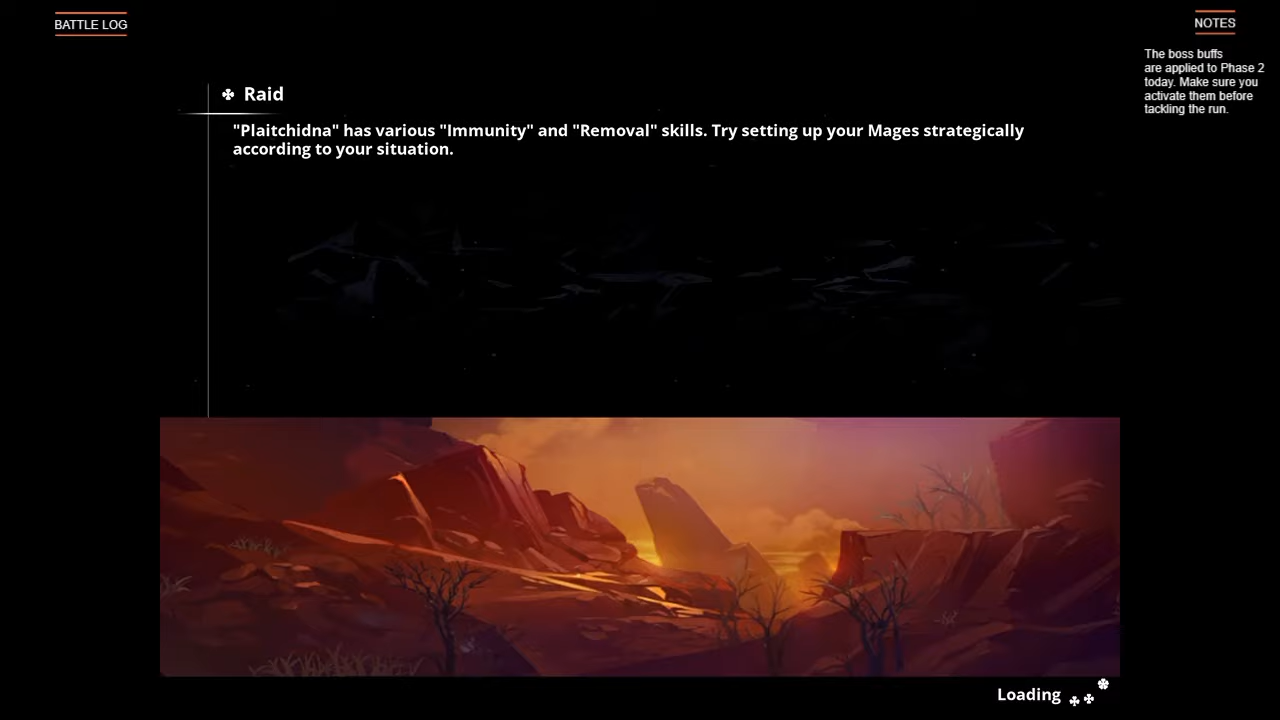 BATTLE LOG
NOTES
The boss buffs
are applied to Phase 2
today. Make sure you
activate them before
tackling the run.
Raid
"Plaitchidna" has various "Immunity" and "Removal" skills. Try setting up your Mages strategically
according to your situation.
Loading